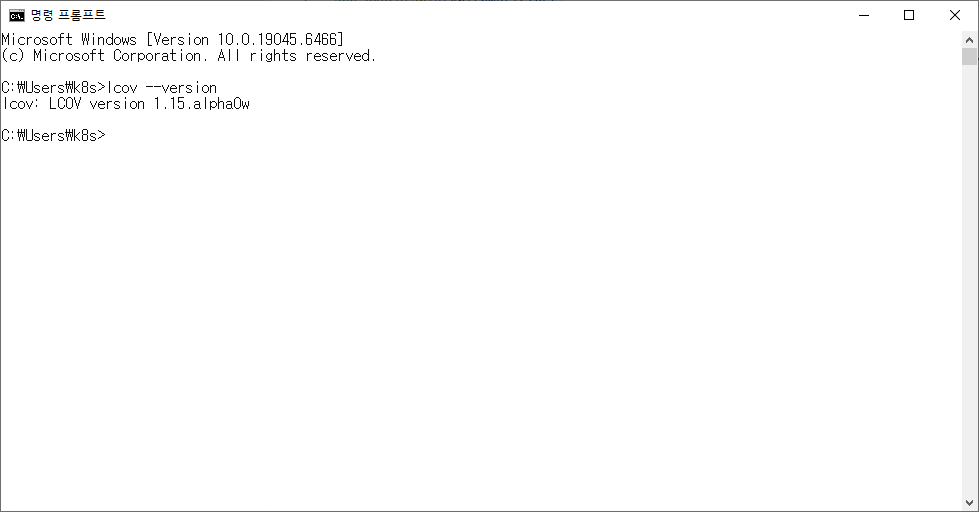 명령 프롬프트
Microsoft Windows [Version 10.0.19045.6466]
(c) Microsoft Corporation. All rights reserved.
C:₩Users₩k8s>lcov --version
lcov: LCOV version 1.15.alpha0w
C:₩Users₩k8s>